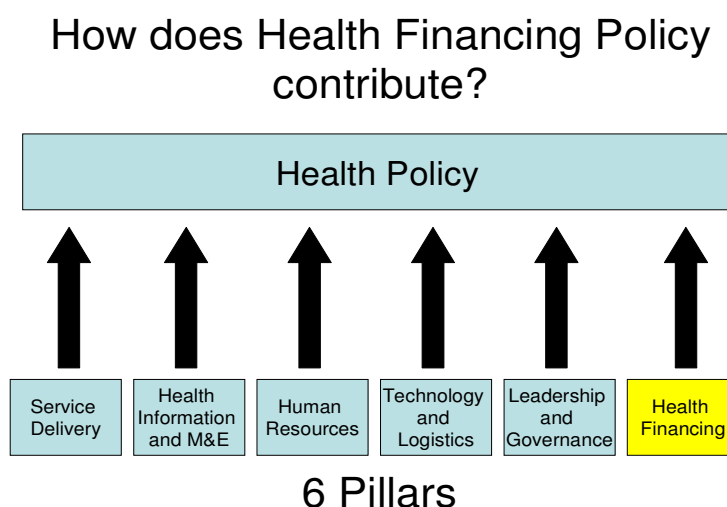 How does Health Financing Policy
contribute?
Health Policy
Service
Delivery
Health
Information
and M&E
Human
Resources
Technology
and
Logistics
Leadership
and
Governance
Health
Financing
6 Pillars